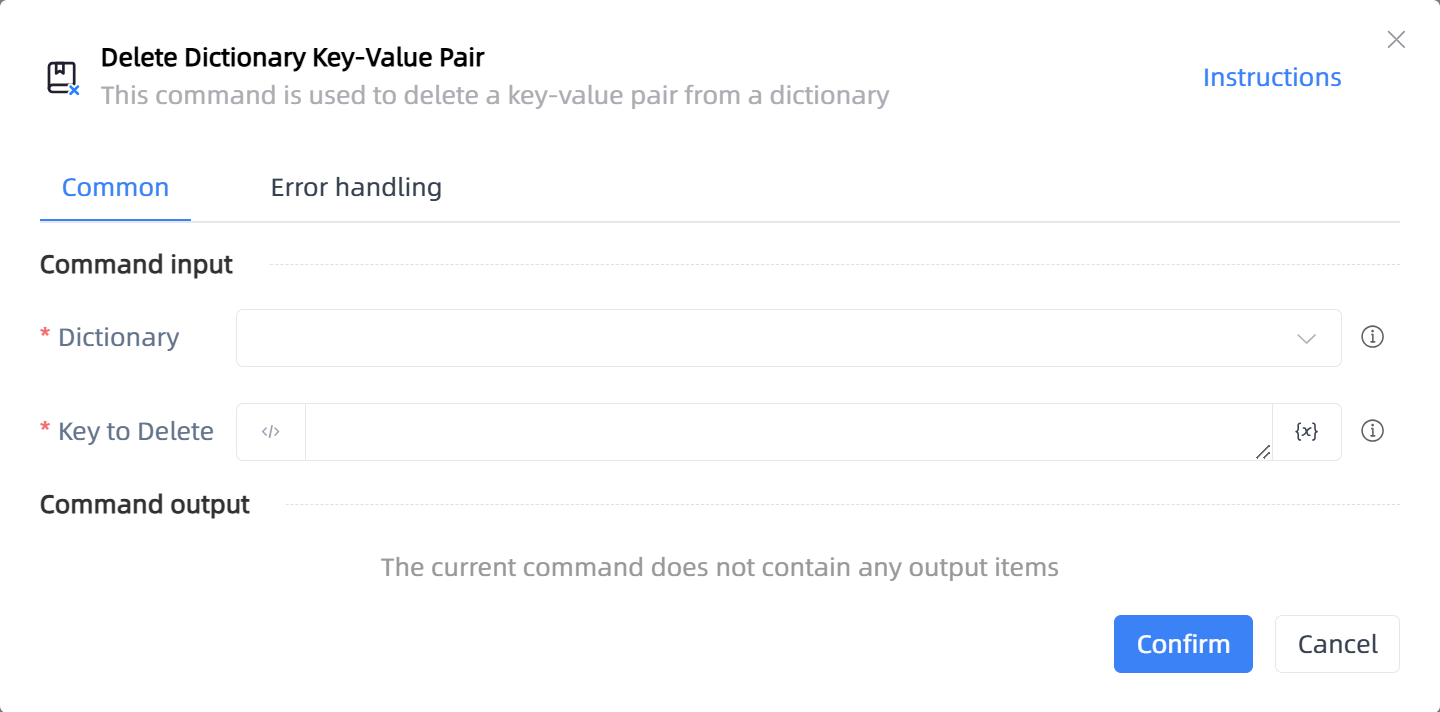 Delete Dictionary Key-Value Pair
This command is used to delete a key-value pair from a dictionary
Instructions
Common
Error handling
Command input
* Dictionary
* Key to Delete
</>
{x}
Command output
The current command does not contain any output items
Confirm
Cancel